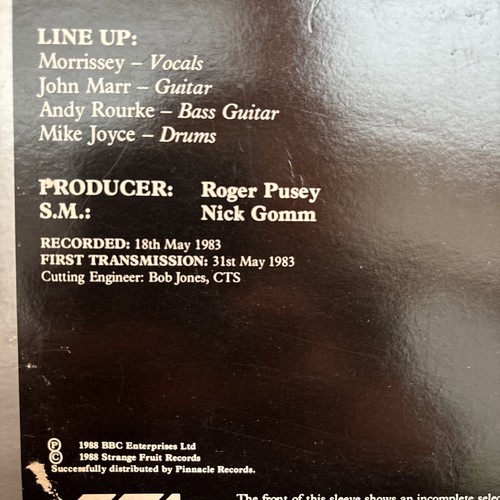 LINE UP:
Morrissey – Vocals
John Marr – Guitar
Andy Rourke – Bass Guitar
Mike Joyce – Drums
PRODUCER: Roger Pusey
S.M.: Nick Gomm
RECORDED: 18th May 1983
FIRST TRANSMISSION: 31st May 1983
Cutting Engineer: Bob Jones, CTS
℗ 1988 BBC Enterprises Ltd
© 1988 Strange Fruit Records
Successfully distributed by Pinnacle Records.
The front of this sleeve shows an incomplete selec